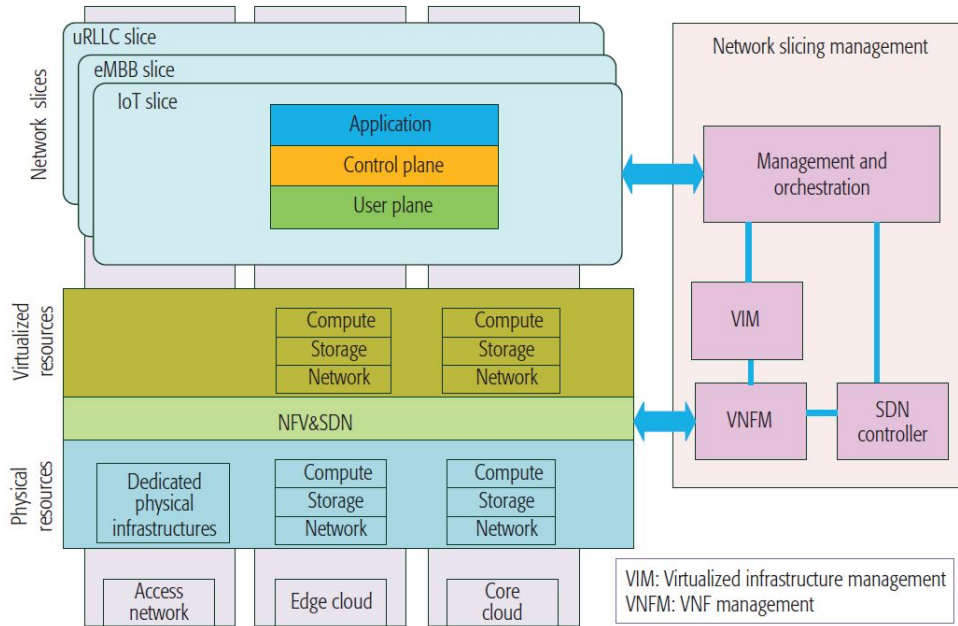 uRLLC slice
eMBB slice
IoT slice
Application
Control plane
User plane
Network slices
Virtualized
resources
Compute
Storage
Network
Compute
Storage
Network
NFV&SDN
Physical
resources
Dedicated
physical
infrastructures
Compute
Storage
Network
Compute
Storage
Network
Access
network
Edge cloud
Core
cloud
Network slicing management
Management and
orchestration
VIM
VNFM
SDN
controller
VIM: Virtualized infrastructure management
VNFM: VNF management